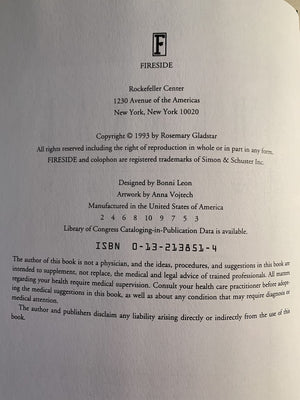 F
FIRESIDE
Rockefeller Center
1230 Avenue of the Americas
New York, New York 10020
Copyright © 1993 by Rosemary Gladstar
All rights reserved including the right of reproduction in whole or in part in any form.
FIRESIDE and colophon are registered trademarks of Simon & Schuster Inc.
Designed by Bonni Leon
Artwork by Anna Vojtech
Manufactured in the United States of America
2 4 6 8 10 9 7 5 3
Library of Congress Cataloging-in-Publication Data is available.
ISBN 0-13-213851-4
The author of this book is not a physician, and the ideas, procedures, and suggestions in this book are
intended to supplement, not replace, the medical and legal advice of trained professionals. All matters
regarding your health require medical supervision. Consult your health care practitioner before adopt-
ing the medical suggestions in this book, as well as about any condition that may require diagnosis or
medical attention.
The author and publishers disclaim any liability arising directly or indirectly from the use of this
book.